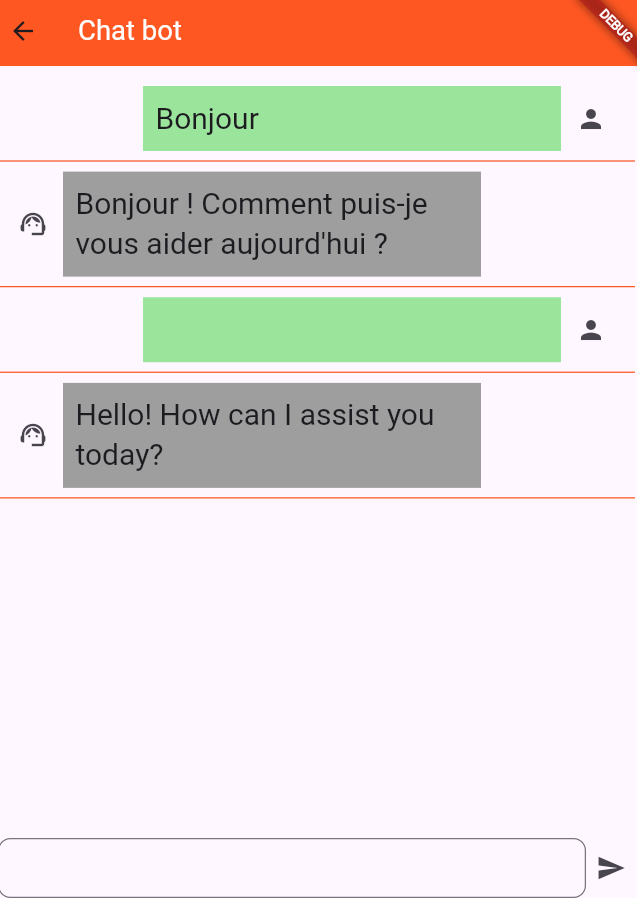 Chat bot
DEBUG
Bonjour
Bonjour ! Comment puis-je
vous aider aujourd'hui ?
Hello! How can I assist you
today?